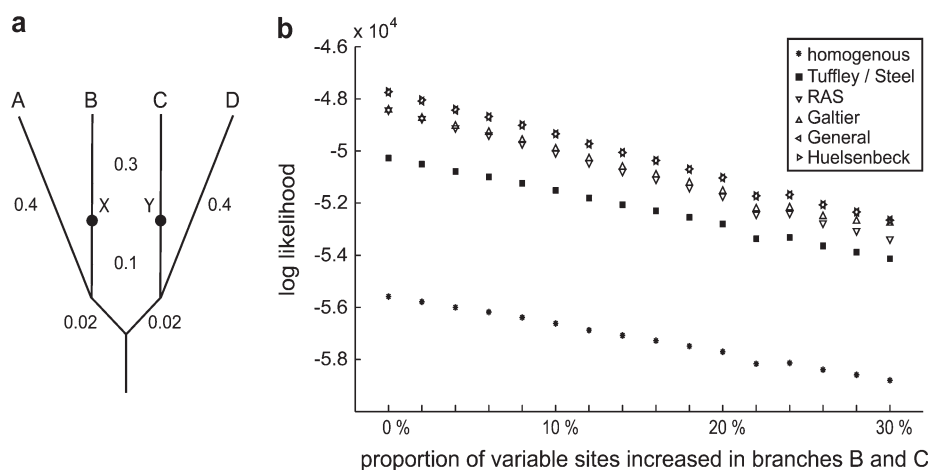 a
A B C D
0.3
0.4 X Y 0.4
0.1
0.02 0.02
b
x 10⁴
-4.6
-4.8
-5
-5.2
-5.4
-5.6
-5.8
log likelihood
0 % 10 % 20 % 30 %
proportion of variable sites increased in branches B and C
homogenous
Tuffley / Steel
RAS
Galtier
General
Huelsenbeck